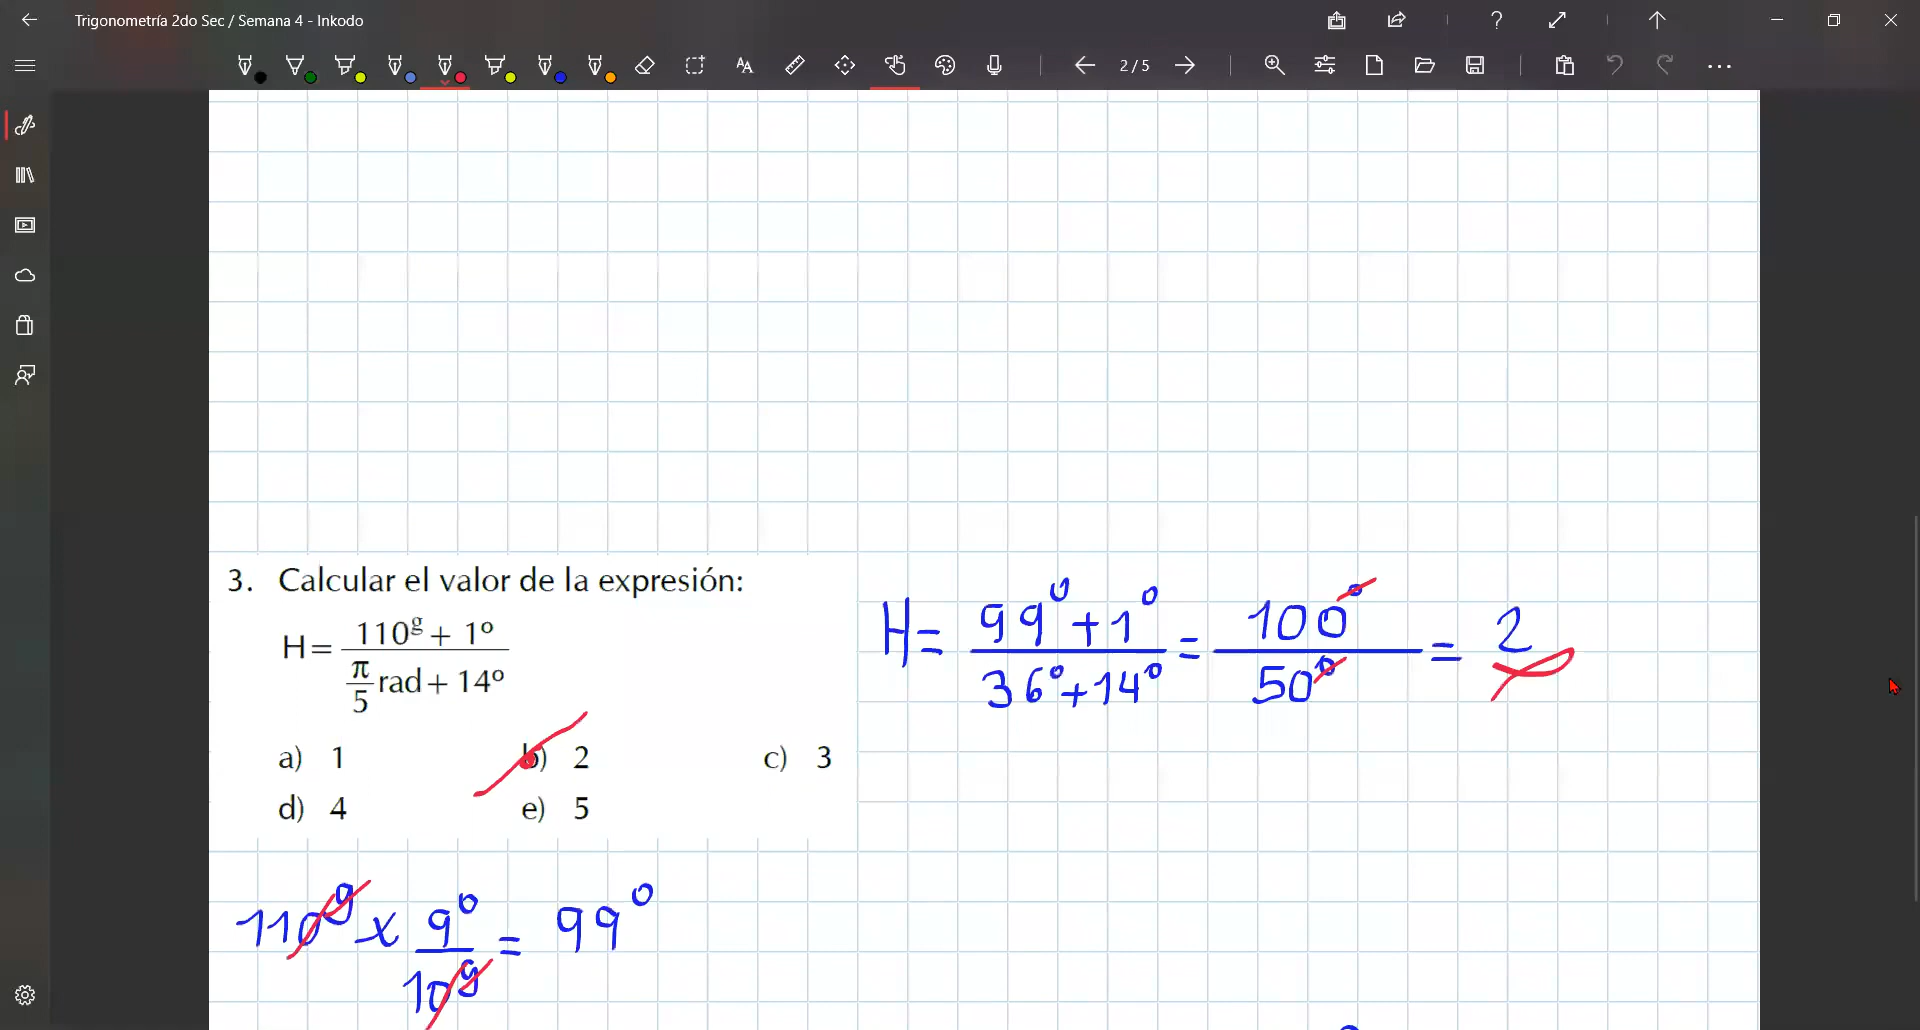 Trigonometría 2do Sec / Semana 4 - Inkodo
2 / 5
3. Calcular el valor de la expresión:
H = (110^g + 1°) / (π/5 rad + 14°)
a) 1 b) 2 c) 3
d) 4 e) 5
H = (99° + 1°) / (36° + 14°) = 100° / 50° = 2
110^g x 9° / 10^g = 99°